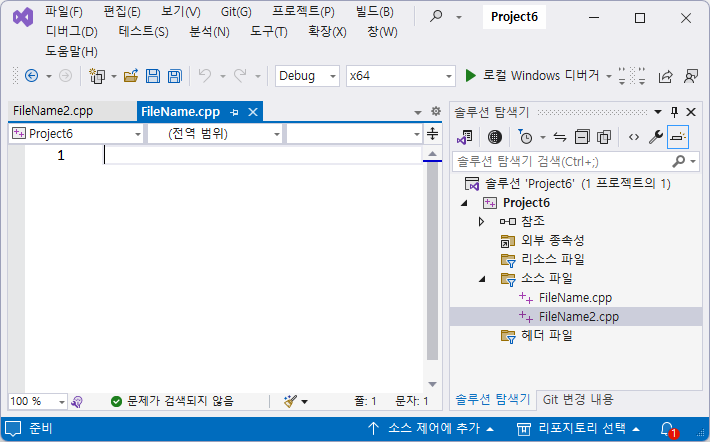 파일(F) 편집(E) 보기(V) Git(G) 프로젝트(P) 빌드(B)
디버그(D) 테스트(S) 분석(N) 도구(T) 확장(X) 창(W)
도움말(H)
Project6
Debug x64 로컬 Windows 디버거
FileName2.cpp FileName.cpp
Project6 (전역 범위)
1
100 % 문제가 검색되지 않음 줄: 1 문자: 1
솔루션 탐색기
솔루션 탐색기 검색(Ctrl+;)
솔루션 'Project6' (1 프로젝트의 1)
Project6
참조
외부 종속성
리소스 파일
소스 파일
FileName.cpp
FileName2.cpp
헤더 파일
솔루션 탐색기 Git 변경 내용
준비 소스 제어에 추가 리포지토리 선택 1